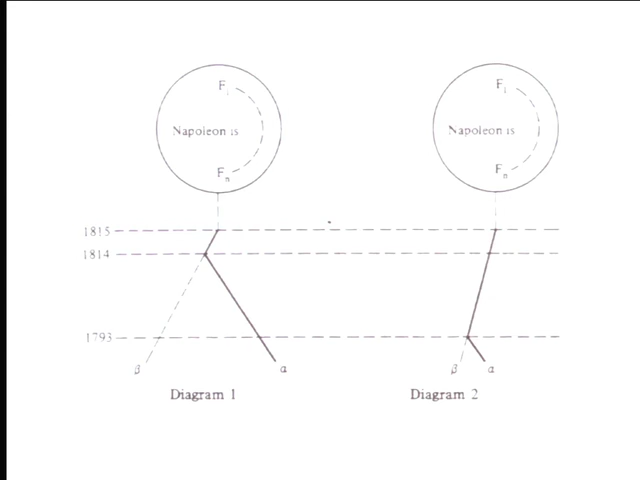 F₁
Napoleon is
Fₙ
F₁
Napoleon is
Fₙ
1815
1814
1793
β
α
β
α
Diagram 1
Diagram 2